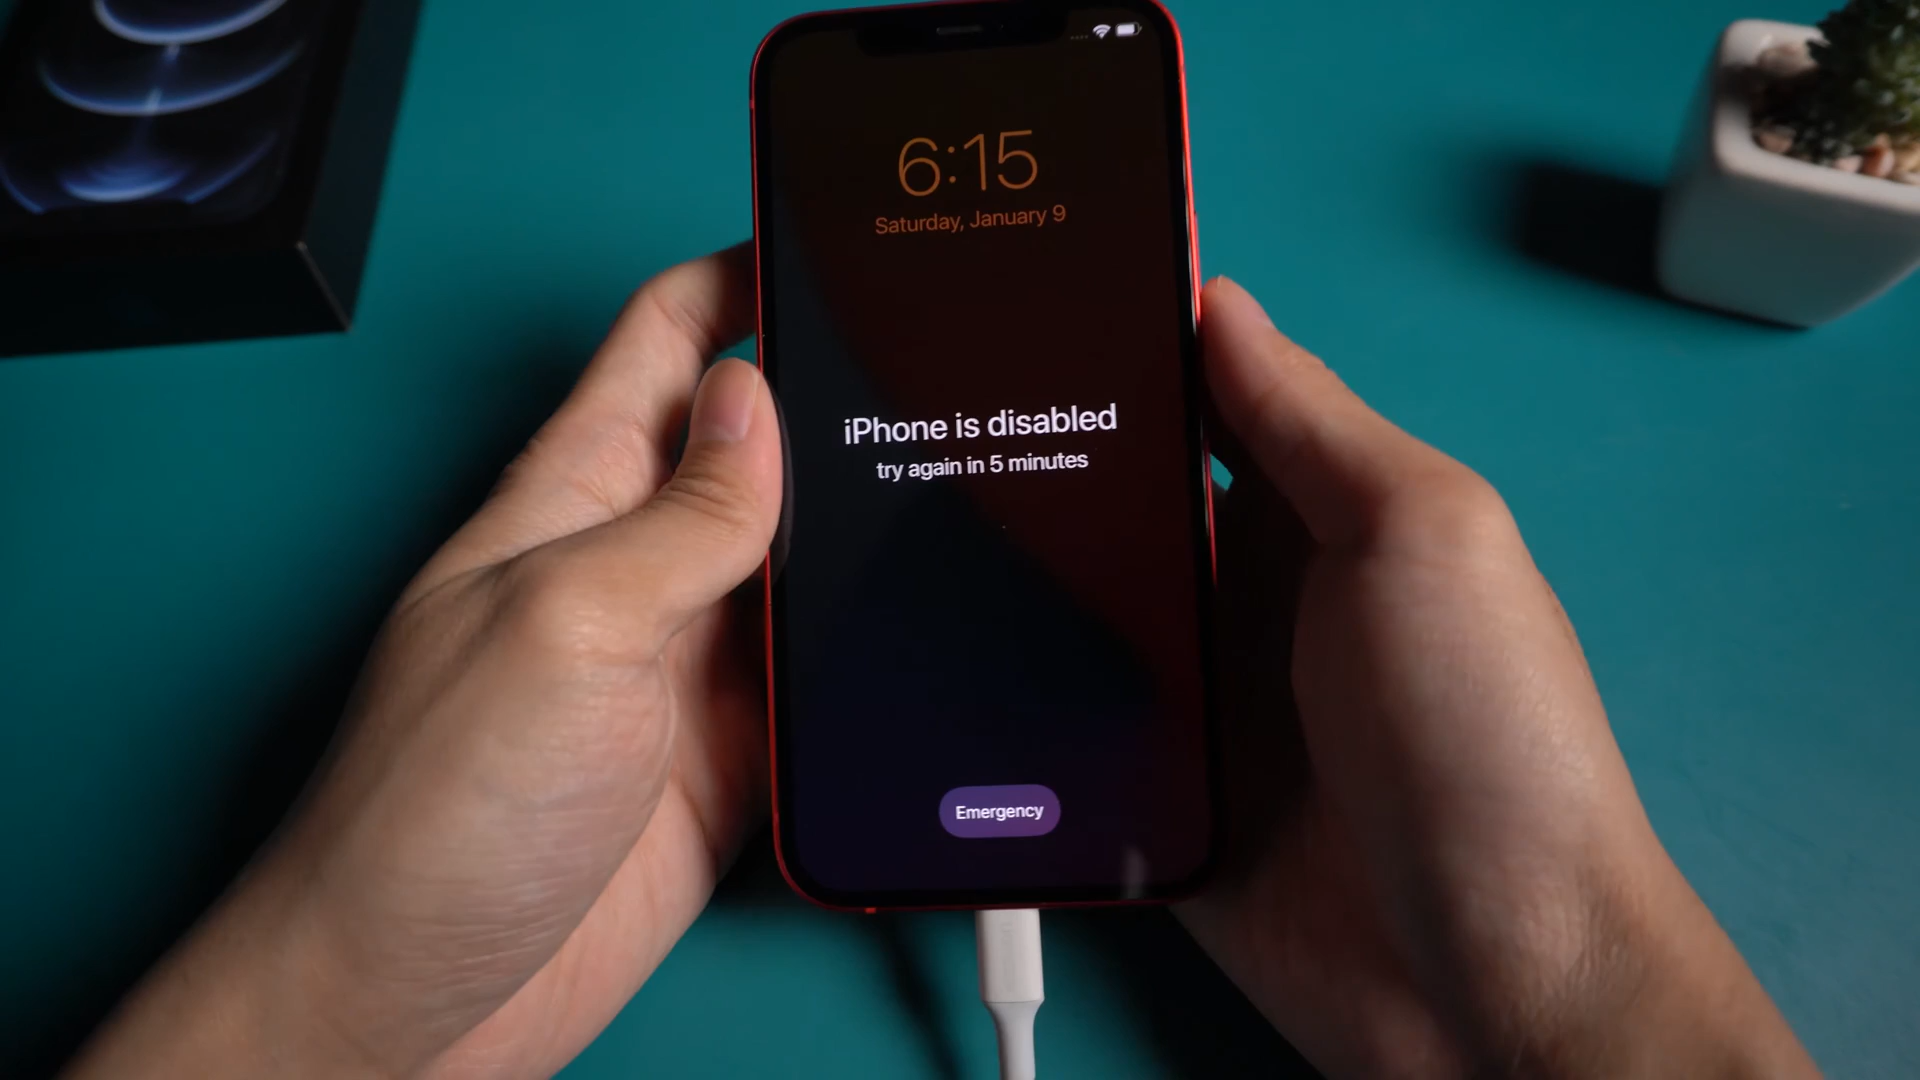 6:15
Saturday, January 9
iPhone is disabled
try again in 5 minutes
Emergency